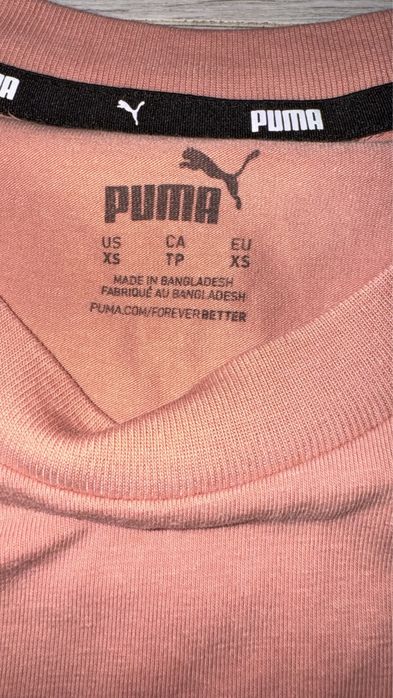 PUMA
PUMA
US CA EU
XS TP XS
MADE IN BANGLADESH
FABRIQUÉ AU BANGLADESH
PUMA.COM/FOREVERBETTER